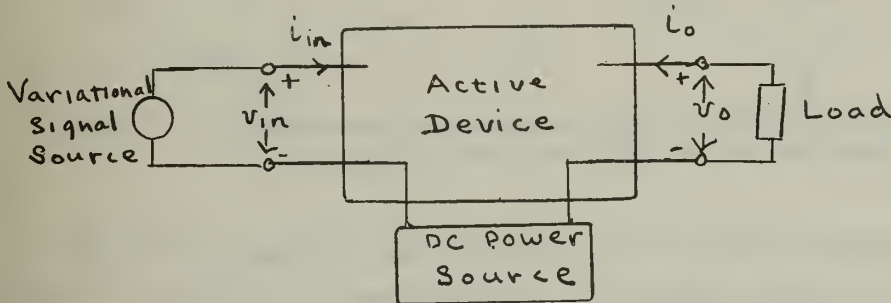 i_in
i_o
Variational
Signal
Source
+
v_in
-
Active
Device
+
v_o
-
Load
DC Power
Source